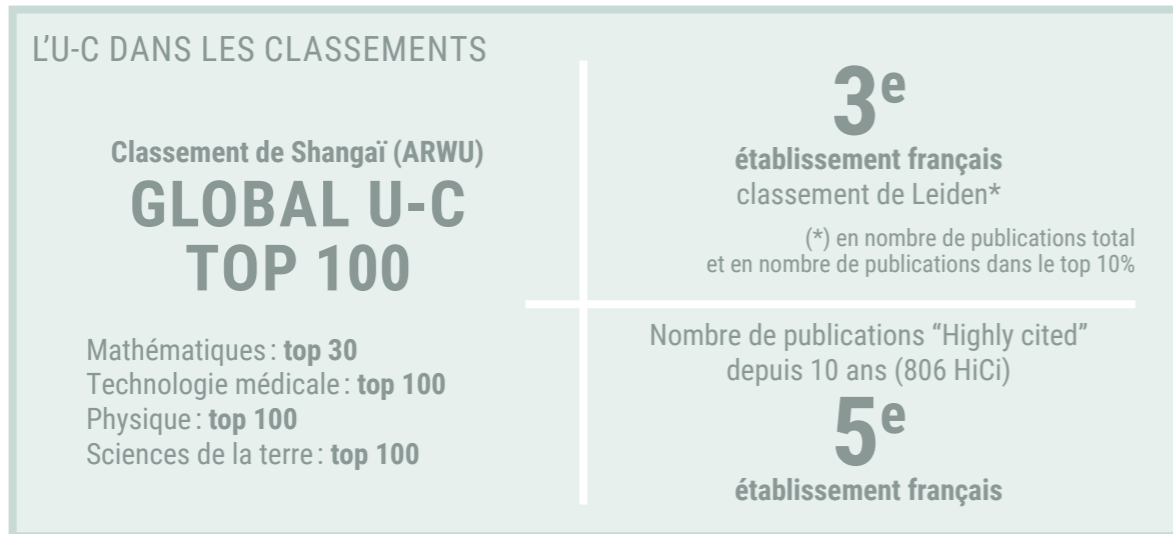 L'U-C DANS LES CLASSEMENTS
Classement de Shangaï (ARWU)
GLOBAL U-C
TOP 100
Mathématiques : top 30
Technologie médicale : top 100
Physique : top 100
Sciences de la terre : top 100
3e
établissement français
classement de Leiden*
(*) en nombre de publications total
et en nombre de publications dans le top 10%
Nombre de publications “Highly cited”
depuis 10 ans (806 HiCi)
5e
établissement français